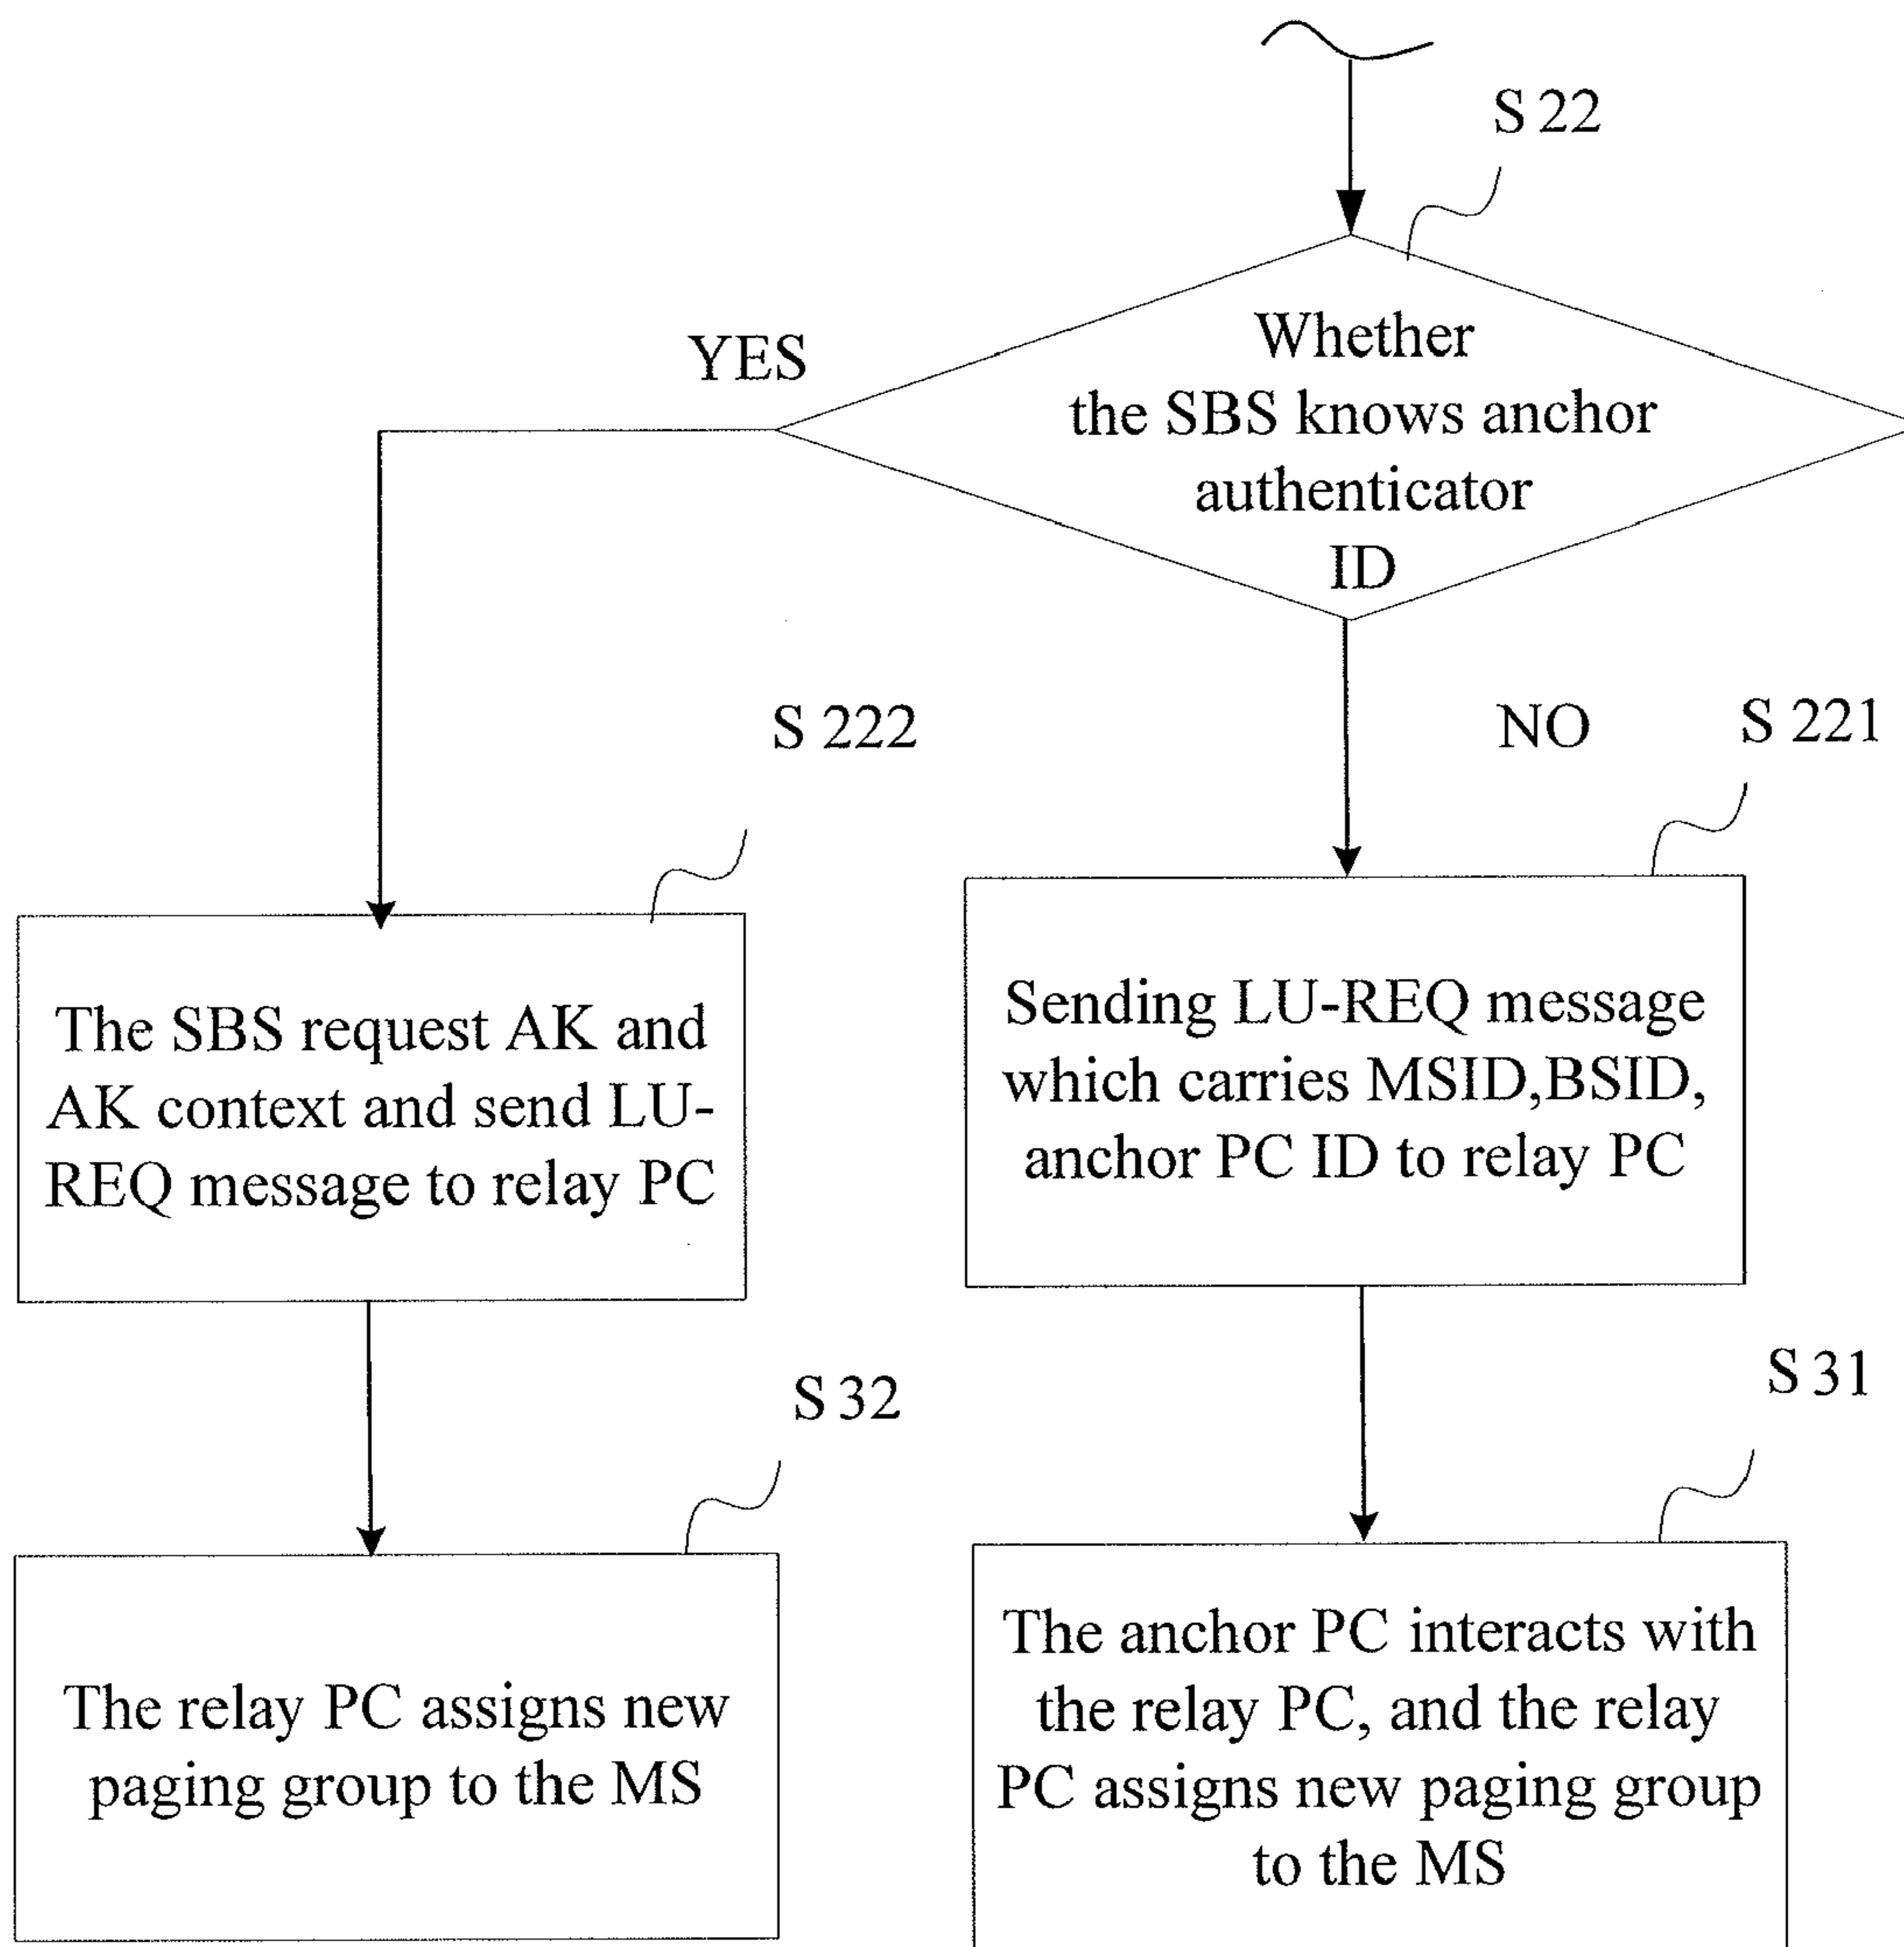 S 22
Whether
the SBS knows anchor
authenticator
ID
YES
NO
S 222
S 221
The SBS request AK and
AK context and send LU-
REQ message to relay PC
Sending LU-REQ message
which carries MSID,BSID,
anchor PC ID to relay PC
S 32
S 31
The relay PC assigns new
paging group to the MS
The anchor PC interacts with
the relay PC, and the relay
PC assigns new paging group
to the MS